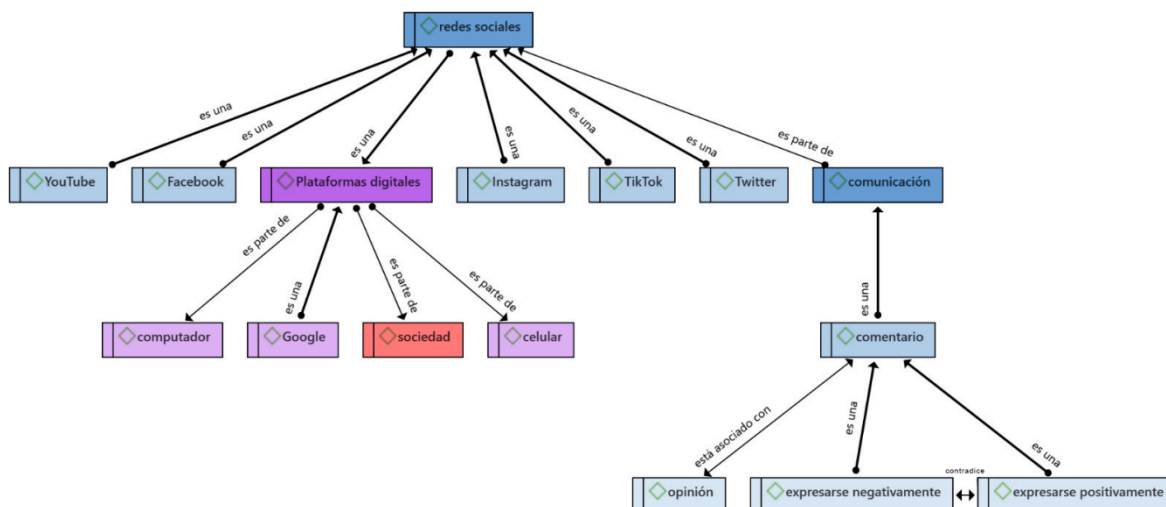 redes sociales
es una
es una
es una
es una
es una
es una
es parte de
YouTube
Facebook
Plataformas digitales
Instagram
TikTok
Twitter
comunicación
es parte de
es una
es parte de
es parte de
es una
computador
Google
sociedad
celular
comentario
está asociado con
es una
es una
contradice
opinión
expresarse negativamente
expresarse positivamente